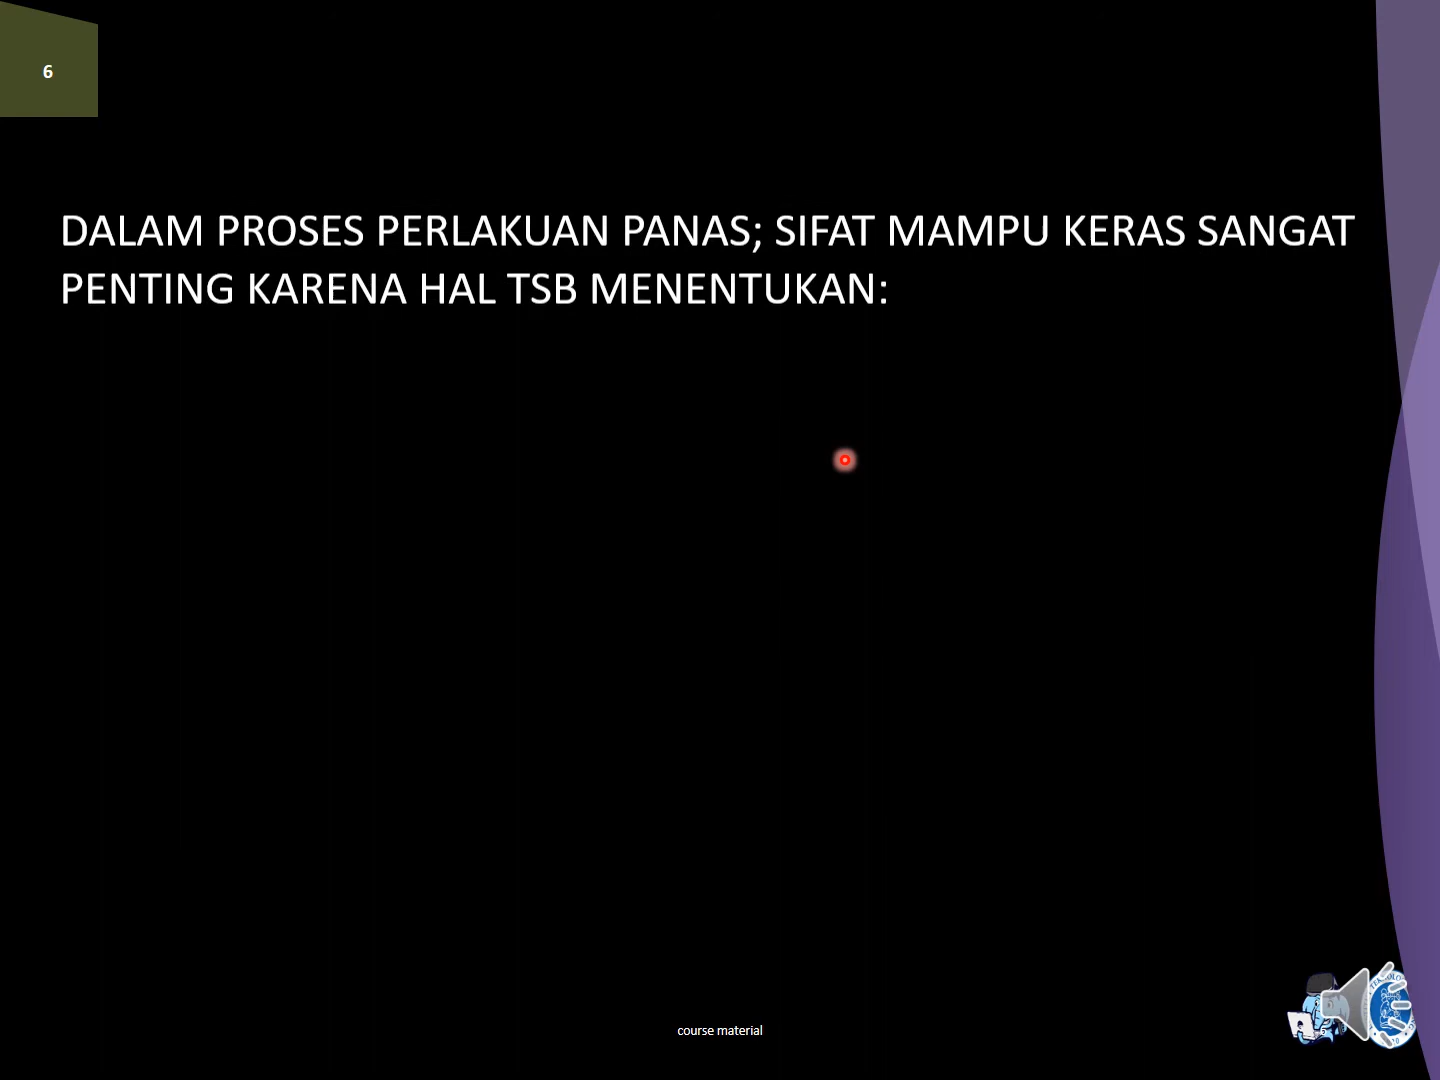 6
DALAM PROSES PERLAKUAN PANAS; SIFAT MAMPU KERAS SANGAT
PENTING KARENA HAL TSB MENENTUKAN:
course material